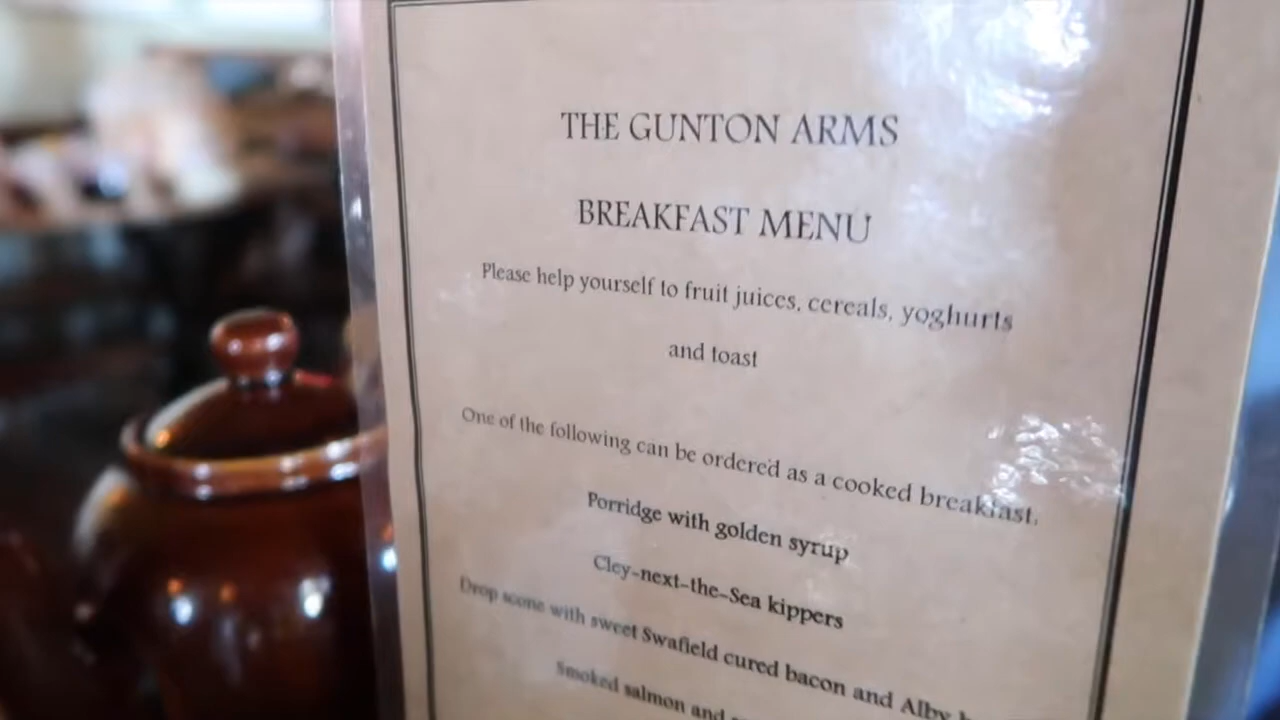 THE GUNTON ARMS
BREAKFAST MENU
Please help yourself to fruit juices, cereals, yoghurts
and toast
One of the following can be ordered as a cooked breakfast,
Porridge with golden syrup
Cley-next-the-Sea kippers
Drop scone with sweet Swafield cured bacon and Alby
Smoked salmon and